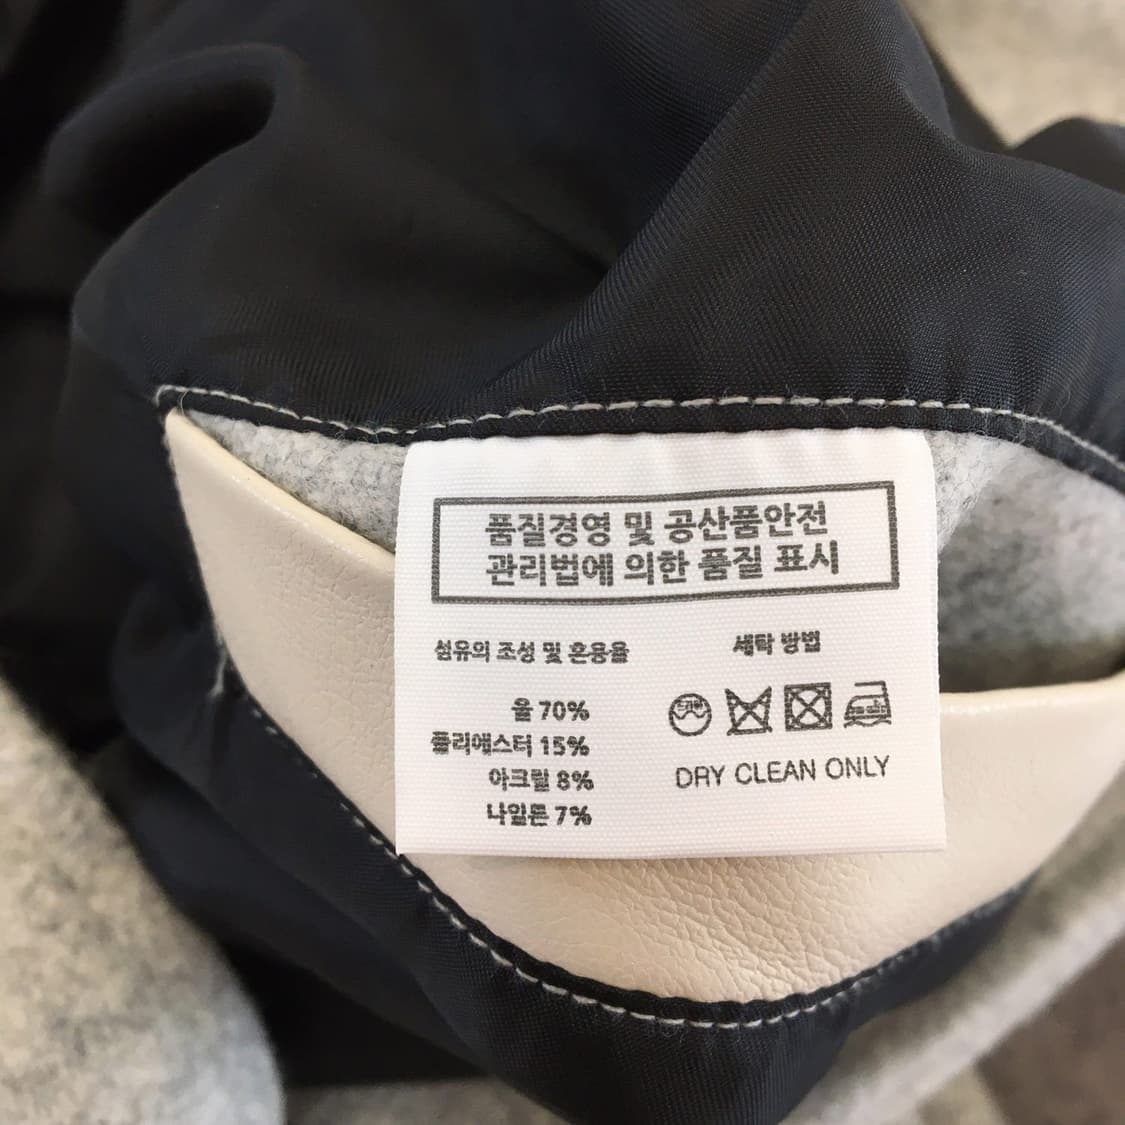 품질경영 및 공산품안전
관리법에 의한 품질 표시
섬유의 조성 및 혼용율
세탁 방법
울 70%
폴리에스터 15%
아크릴 8%
나일론 7%
DRY CLEAN ONLY